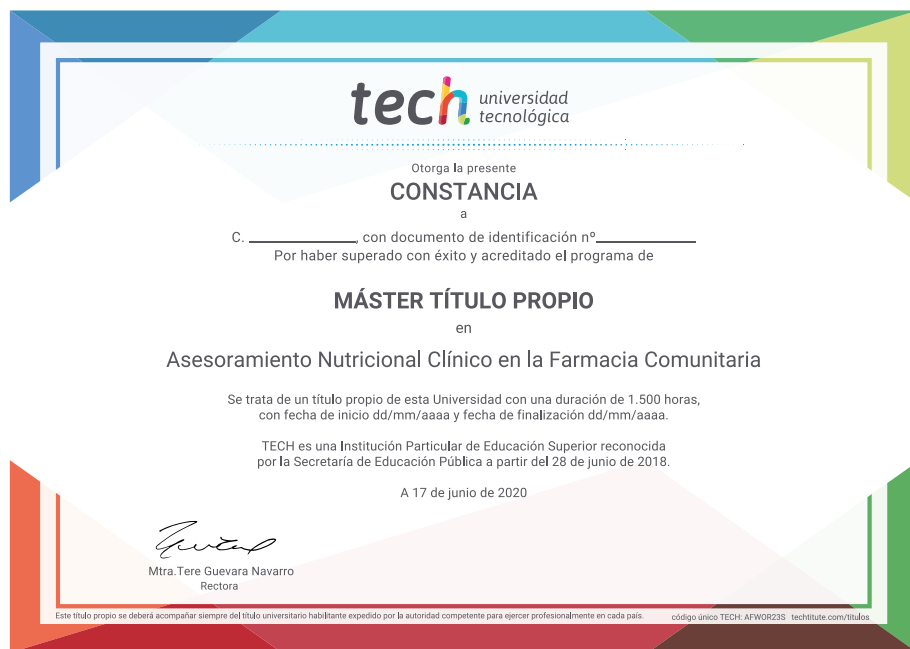 tech universidad
tecnológica
Otorga la presente
CONSTANCIA
a
C. ____________, con documento de identificación nº____________
Por haber superado con éxito y acreditado el programa de
MÁSTER TÍTULO PROPIO
en
Asesoramiento Nutricional Clínico en la Farmacia Comunitaria
Se trata de un título propio de esta Universidad con una duración de 1.500 horas,
con fecha de inicio dd/mm/aaaa y fecha de finalización dd/mm/aaaa.
TECH es una Institución Particular de Educación Superior reconocida
por la Secretaría de Educación Pública a partir del 28 de junio de 2018.
A 17 de junio de 2020
Mtra.Tere Guevara Navarro
Rectora
Este título propio se deberá acompañar siempre del título universitario habilitante expedido por la autoridad competente para ejercer profesionalmente en cada país. código único TECH: AFWOR23S techtitute.com/titulos